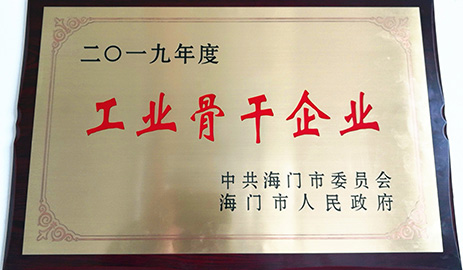 二〇一九年度
工业骨干企业
中共海门市委员会
海门市人民政府